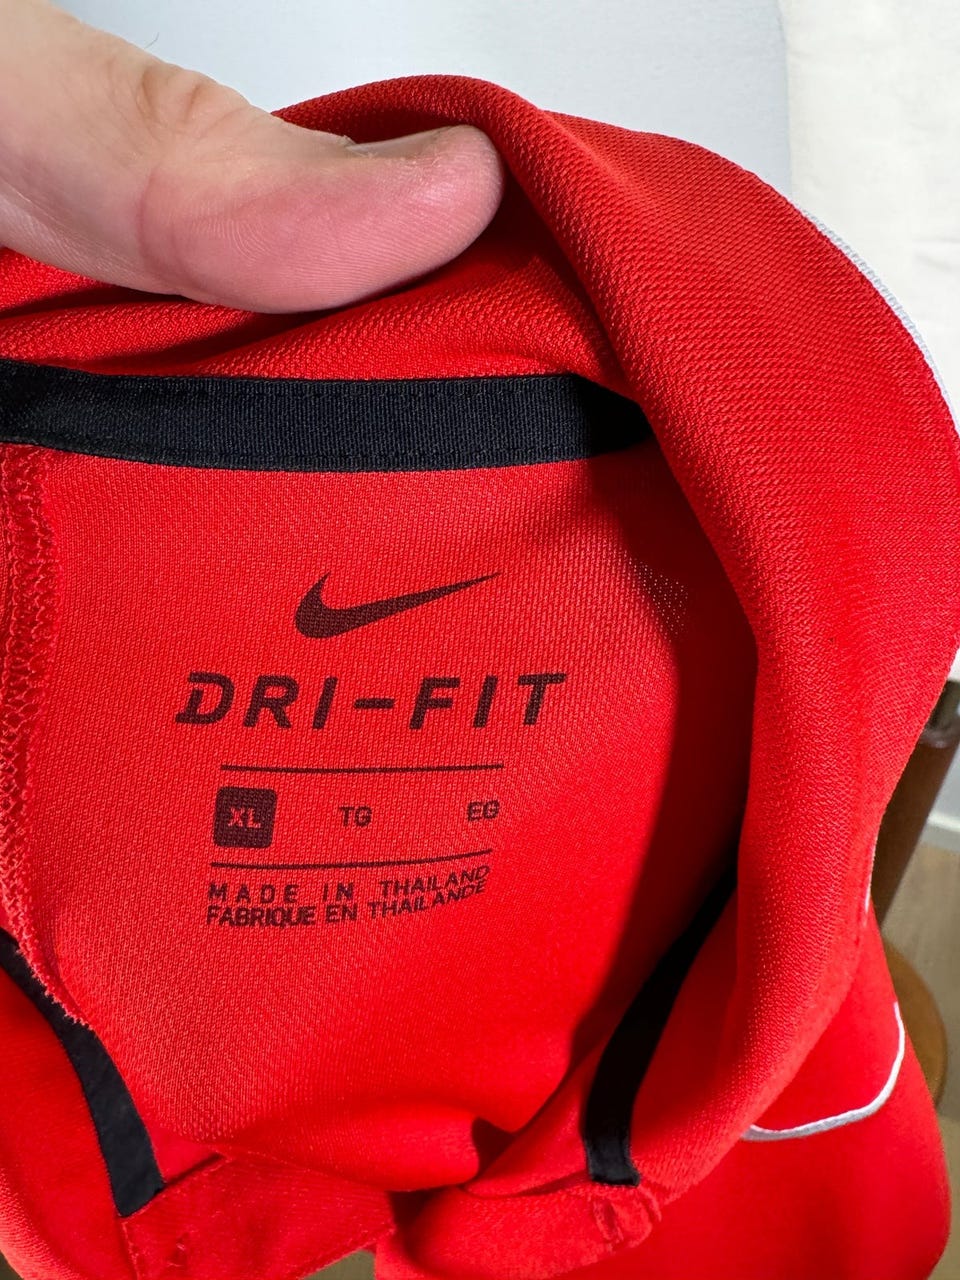 DRI-FIT
XL TG EG
MADE IN THAILAND
FABRIQUE EN THAILANDE